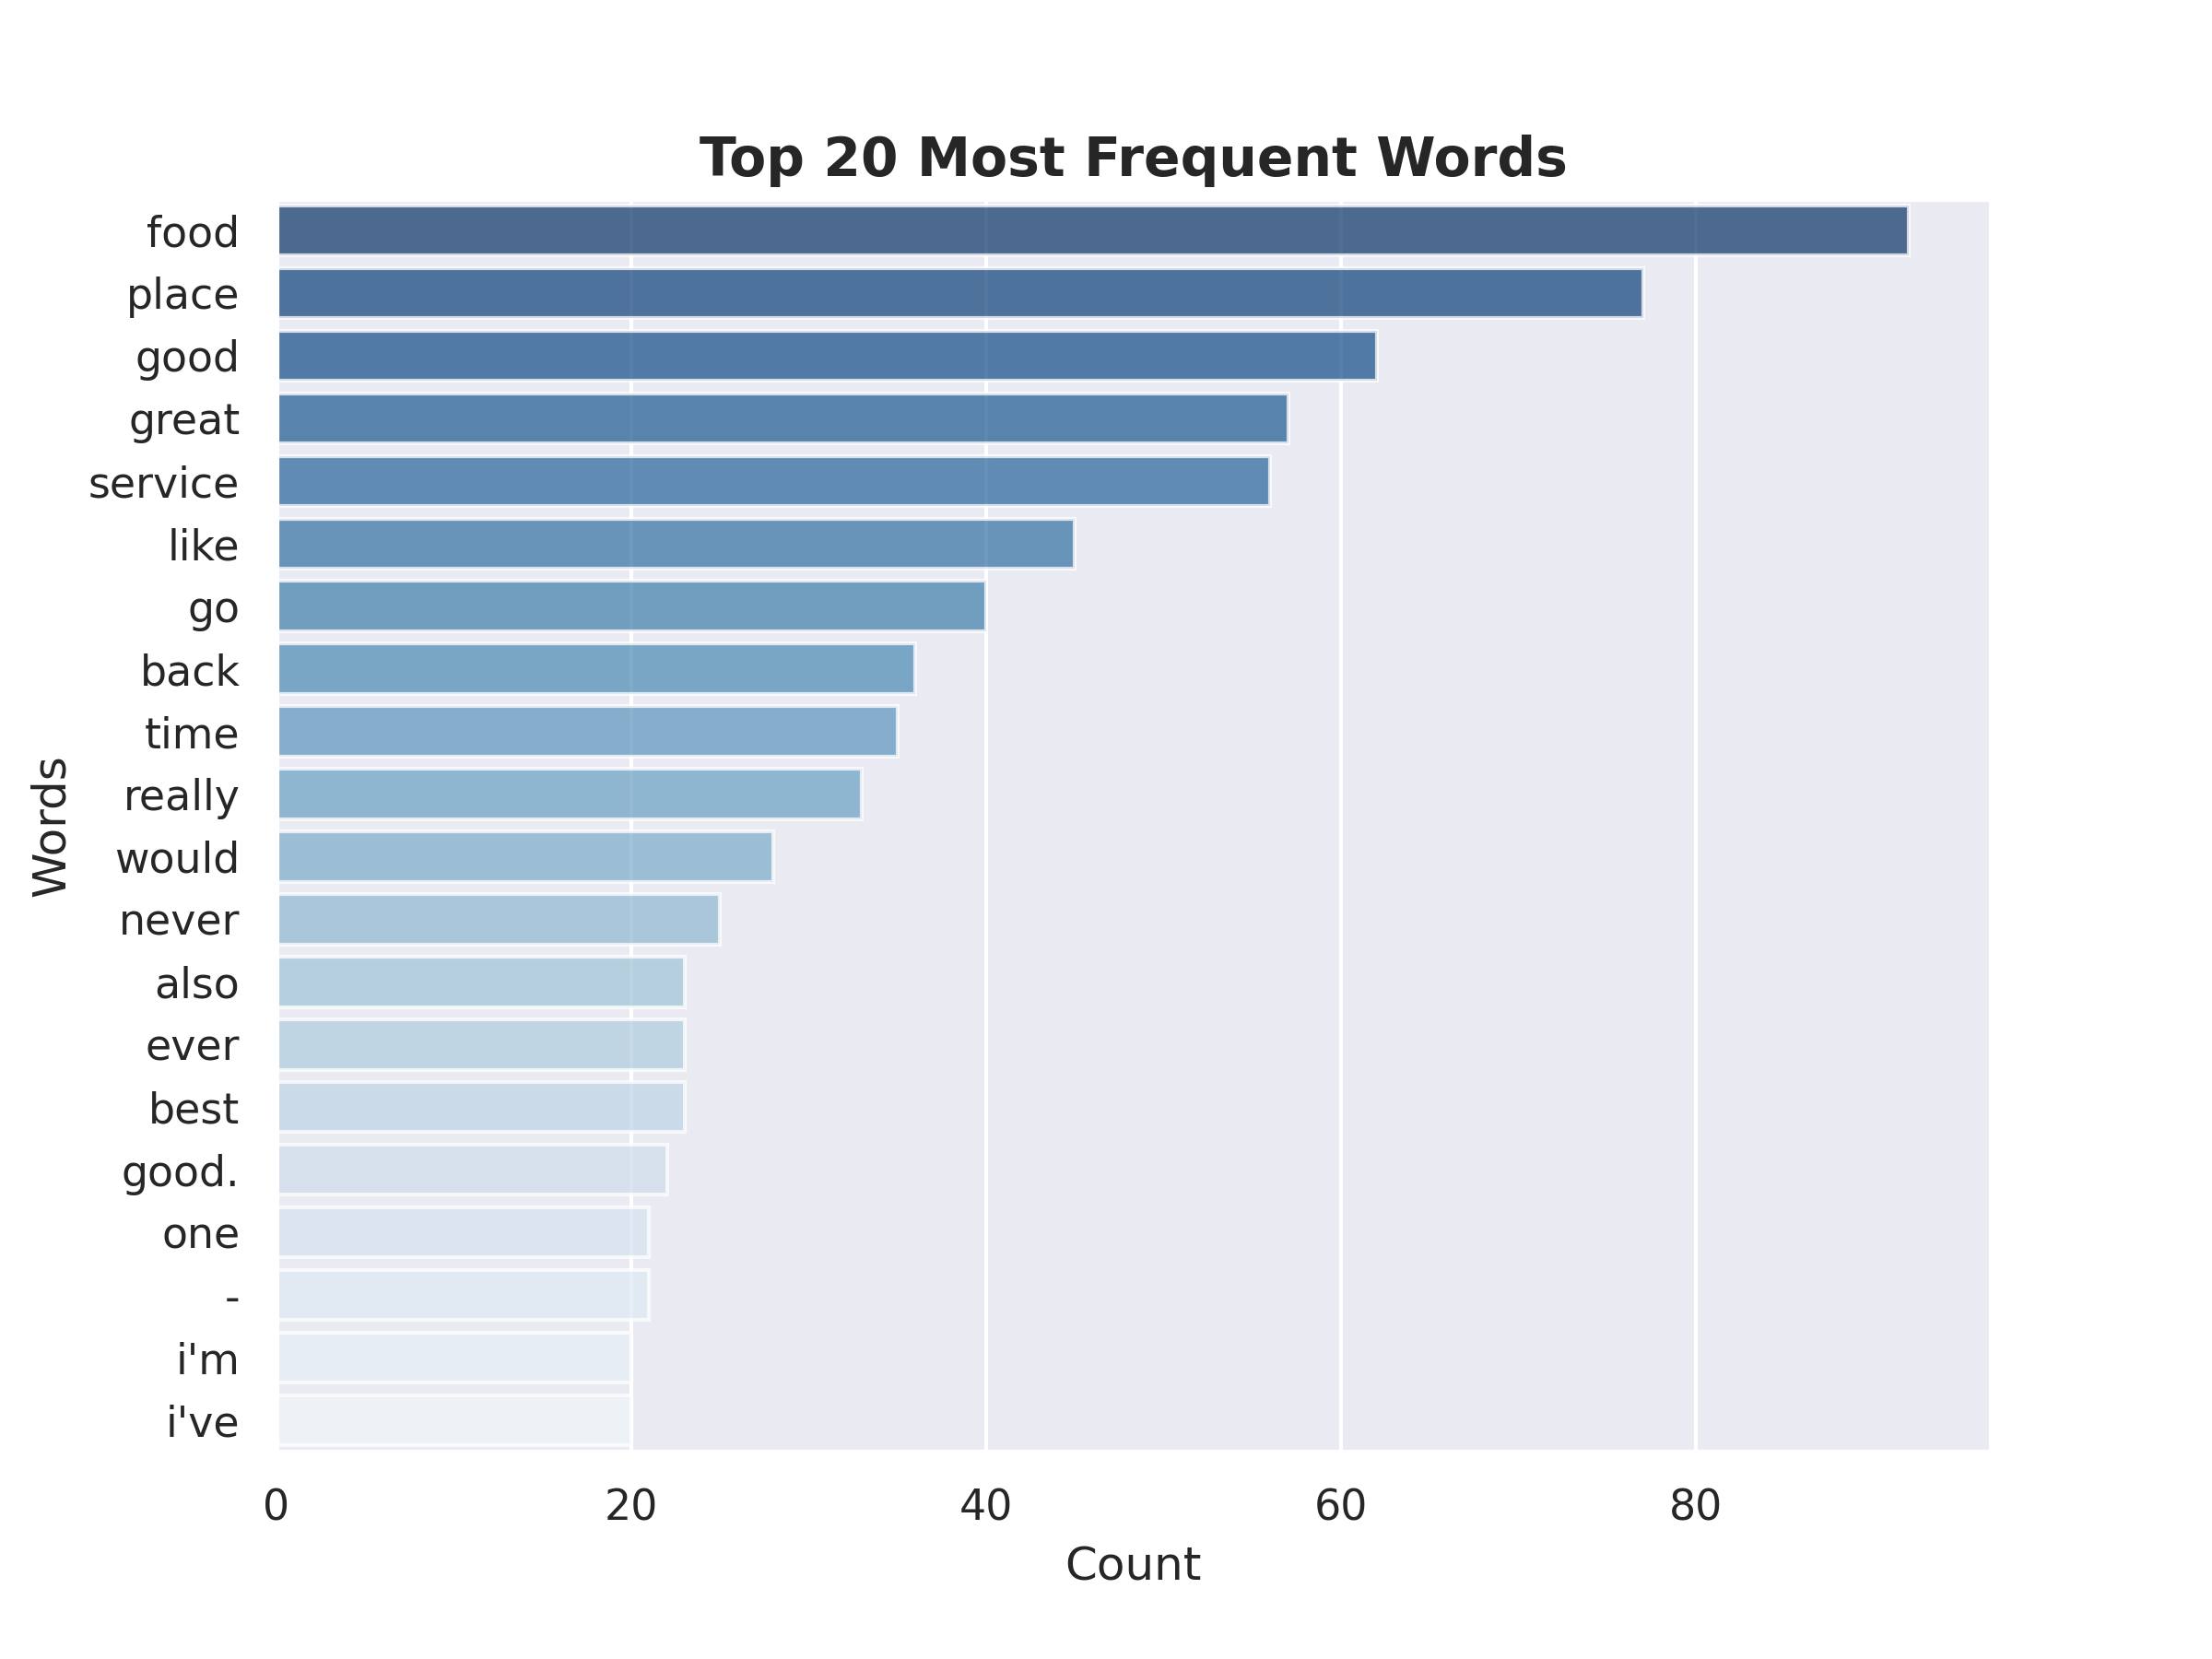 Top 20 Most Frequent Words
food
place
good
great
service
like
go
back
time
really
would
never
also
ever
best
good.
one
-
i'm
i've
Words
0 20 40 60 80
Count